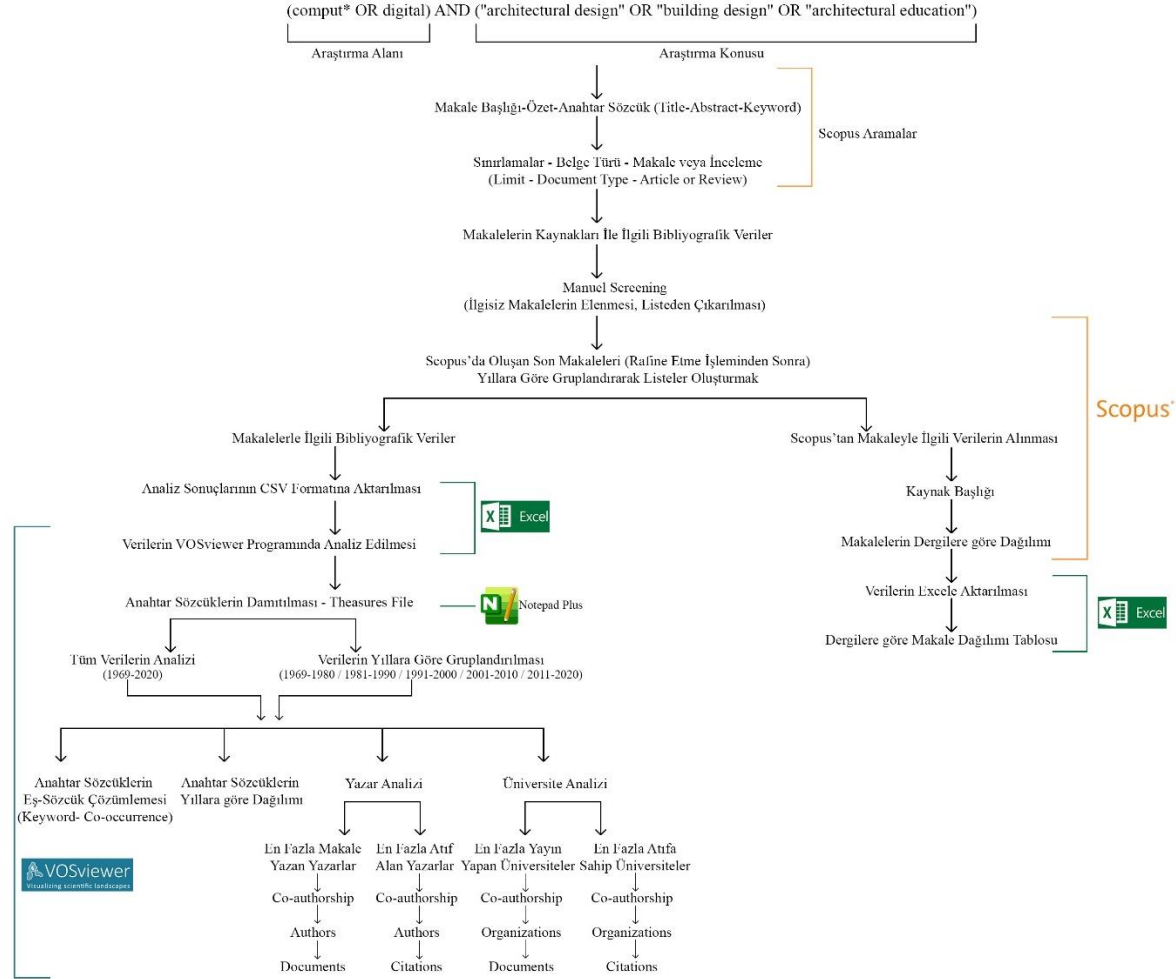 (comput* OR digital) AND ("architectural design" OR "building design" OR "architectural education")
Araştırma Alanı
Araştırma Konusu
Makale Başlığı-Özet-Anahtar Sözcük (Title-Abstract-Keyword)
Scopus Aramalar
Sınırlamalar - Belge Türü - Makale veya İnceleme
(Limit - Document Type - Article or Review)
Makalelerin Kaynakları İle İlgili Bibliyografik Veriler
Manuel Screening
(İlgisiz Makalelerin Elenmesi, Listeden Çıkarılması)
Scopus'da Oluşan Son Makaleleri (Rafine Etme İşleminden Sonra)
Yıllara Göre Gruplandırarak Listeler Oluşturmak
Scopus
Makalelerle İlgili Bibliyografik Veriler
Analiz Sonuçlarının CSV Formatına Aktarılması
X Excel
Verilerin VOSviewer Programında Analiz Edilmesi
Anahtar Sözcüklerin Damıtılması - Theasures File
N Notepad Plus
Scopus'tan Makaleyle İlgili Verilerin Alınması
Kaynak Başlığı
Makalelerin Dergilere göre Dağılımı
Verilerin Excele Aktarılması
X Excel
Dergilere göre Makale Dağılımı Tablosu
Tüm Verilerin Analizi
(1969-2020)
Verilerin Yıllara Göre Gruplandırılması
(1969-1980 / 1981-1990 / 1991-2000 / 2001-2010 / 2011-2020)
Anahtar Sözcüklerin
Eş-Sözcük Çözümlemesi
(Keyword- Co-occurrence)
Anahtar Sözcüklerin
Yıllara göre Dağılımı
Yazar Analizi
Üniversite Analizi
En Fazla Makale
Yazan Yazarlar
Co-authorship
Authors
Documents
En Fazla Atıf
Alan Yazarlar
Co-authorship
Authors
Citations
En Fazla Yayın
Yapan Üniversiteler
Co-authorship
Organizations
Documents
En Fazla Atıfa
Sahip Üniversiteler
Co-authorship
Organizations
Citations
VOSviewer
Visualizing scientific landscapes